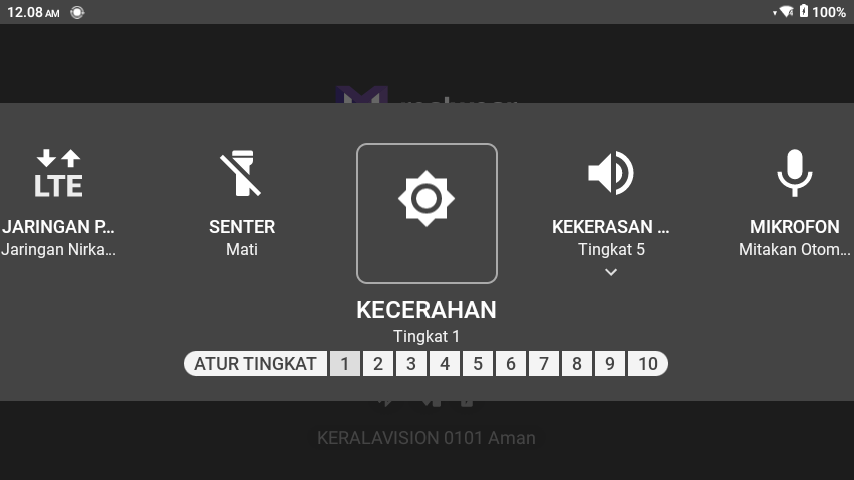 12.08 AM
100%
LTE
JARINGAN P...
Jaringan Nirka...
SENTER
Mati
KECERAHAN
Tingkat 1
KEKERASAN ...
Tingkat 5
MIKROFON
Mitakan Otom...
ATUR TINGKAT 1 2 3 4 5 6 7 8 9 10
KERALAVISION 0101 Aman